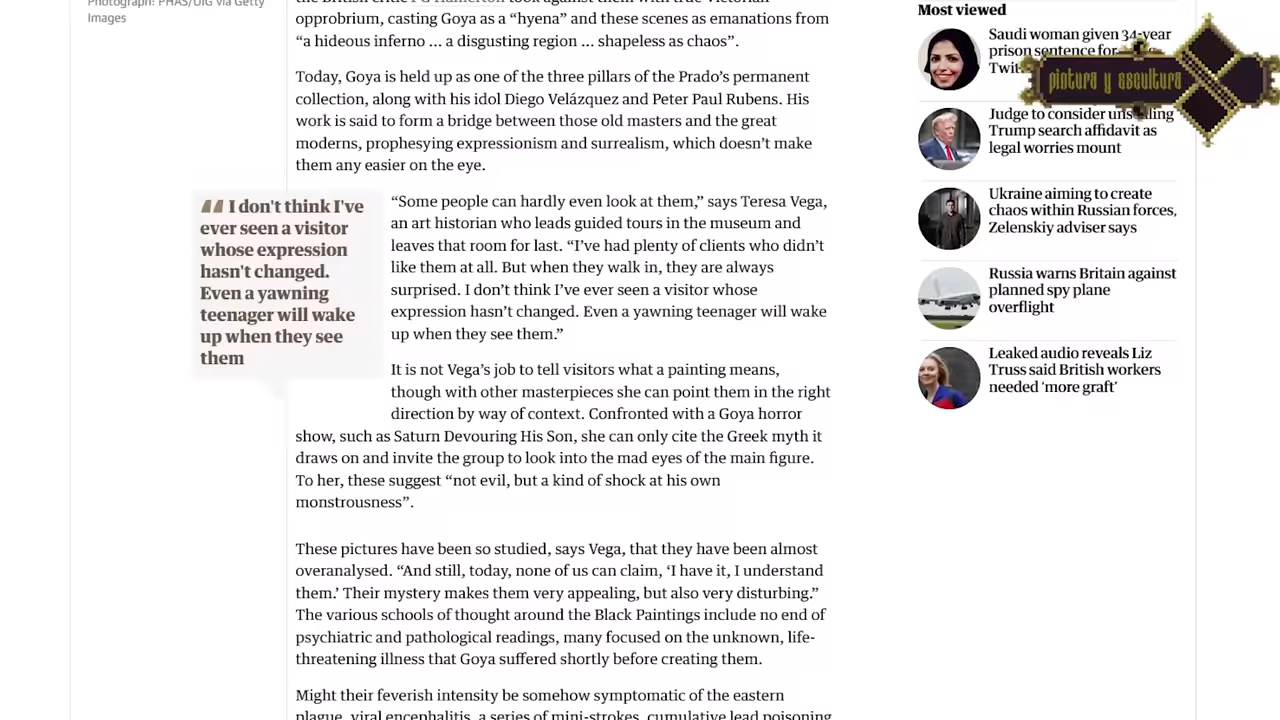 Photograph: PHAS/UIG via Getty
Images
the British critic PG Hamerton took against them with true Victorian
opprobrium, casting Goya as a “hyena” and these scenes as emanations from
“a hideous inferno … a disgusting region … shapeless as chaos”.
Today, Goya is held up as one of the three pillars of the Prado’s permanent
collection, along with his idol Diego Velázquez and Peter Paul Rubens. His
work is said to form a bridge between those old masters and the great
moderns, prophesying expressionism and surrealism, which doesn’t make
them any easier on the eye.
I don't think I've
ever seen a visitor
whose expression
hasn't changed.
Even a yawning
teenager will wake
up when they see
them
“Some people can hardly even look at them,” says Teresa Vega,
an art historian who leads guided tours in the museum and
leaves that room for last. “I’ve had plenty of clients who didn’t
like them at all. But when they walk in, they are always
surprised. I don’t think I’ve ever seen a visitor whose
expression hasn’t changed. Even a yawning teenager will wake
up when they see them.”
It is not Vega’s job to tell visitors what a painting means,
though with other masterpieces she can point them in the right
direction by way of context. Confronted with a Goya horror
show, such as Saturn Devouring His Son, she can only cite the Greek myth it
draws on and invite the group to look into the mad eyes of the main figure.
To her, these suggest “not evil, but a kind of shock at his own
monstrousness”.
These pictures have been so studied, says Vega, that they have been almost
overanalysed. “And still, today, none of us can claim, ‘I have it, I understand
them.’ Their mystery makes them very appealing, but also very disturbing.”
The various schools of thought around the Black Paintings include no end of
psychiatric and pathological readings, many focused on the unknown, life-
threatening illness that Goya suffered shortly before creating them.
Might their feverish intensity be somehow symptomatic of the eastern
plague, viral encephalitis, a series of mini-strokes, cumulative lead poisoning
Most viewed
Saudi woman given 34-year
prison sentence for
Judge to consider
Trump search affidavit as
legal worries mount
Ukraine aiming to create
chaos within Russian forces,
Zelenskiy adviser says
Russia warns Britain against
planned spy plane
overflight
Leaked audio reveals Liz
Truss said British workers
needed ‘more graft’
pintura y escultura